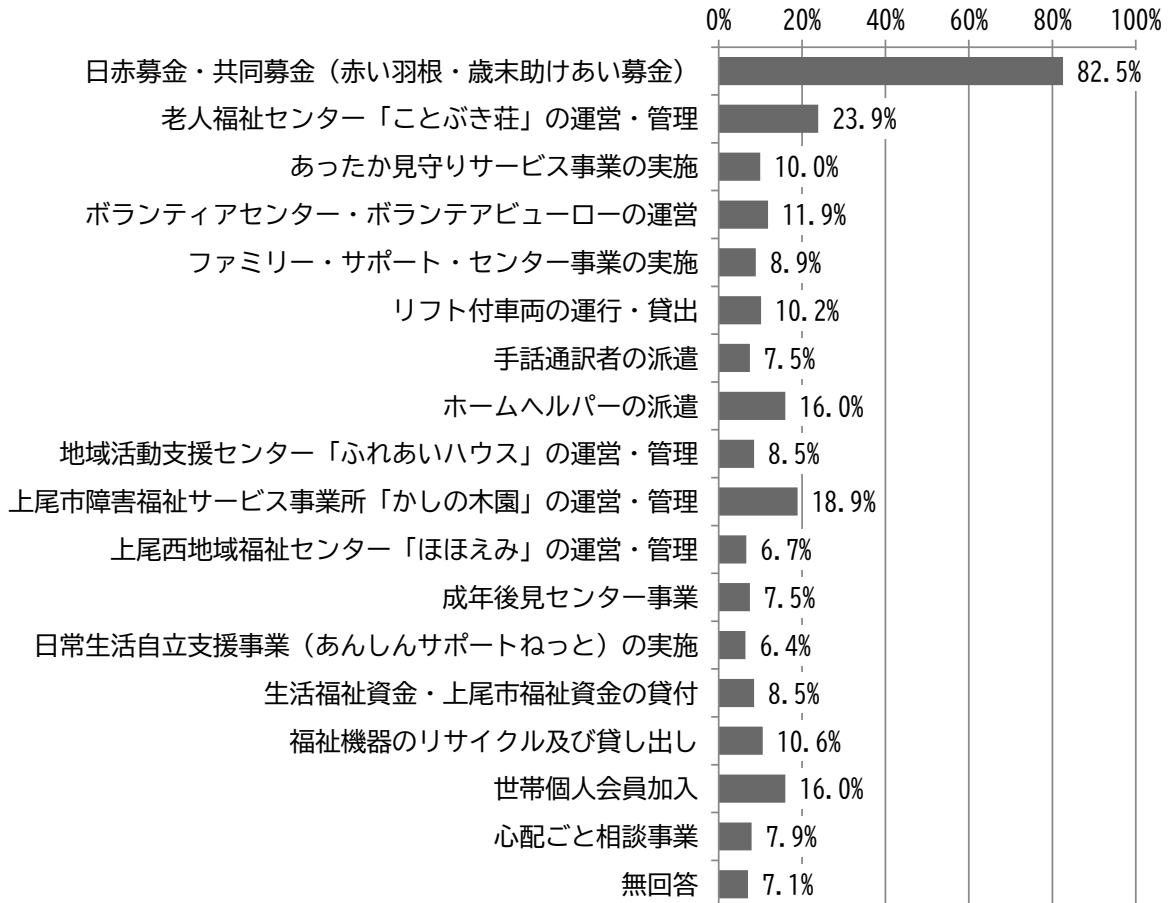 0% 20% 40% 60% 80% 100%
日赤募金・共同募金（赤い羽根・歳末助けあい募金） 82.5%
老人福祉センター「ことぶき荘」の運営・管理 23.9%
あったか見守りサービス事業の実施 10.0%
ボランティアセンター・ボランテアビューローの運営 11.9%
ファミリー・サポート・センター事業の実施 8.9%
リフト付車両の運行・貸出 10.2%
手話通訳者の派遣 7.5%
ホームヘルパーの派遣 16.0%
地域活動支援センター「ふれあいハウス」の運営・管理 8.5%
上尾市障害福祉サービス事業所「かしの木園」の運営・管理 18.9%
上尾西地域福祉センター「ほほえみ」の運営・管理 6.7%
成年後見センター事業 7.5%
日常生活自立支援事業（あんしんサポートねっと）の実施 6.4%
生活福祉資金・上尾市福祉資金の貸付 8.5%
福祉機器のリサイクル及び貸し出し 10.6%
世帯個人会員加入 16.0%
心配ごと相談事業 7.9%
無回答 7.1%